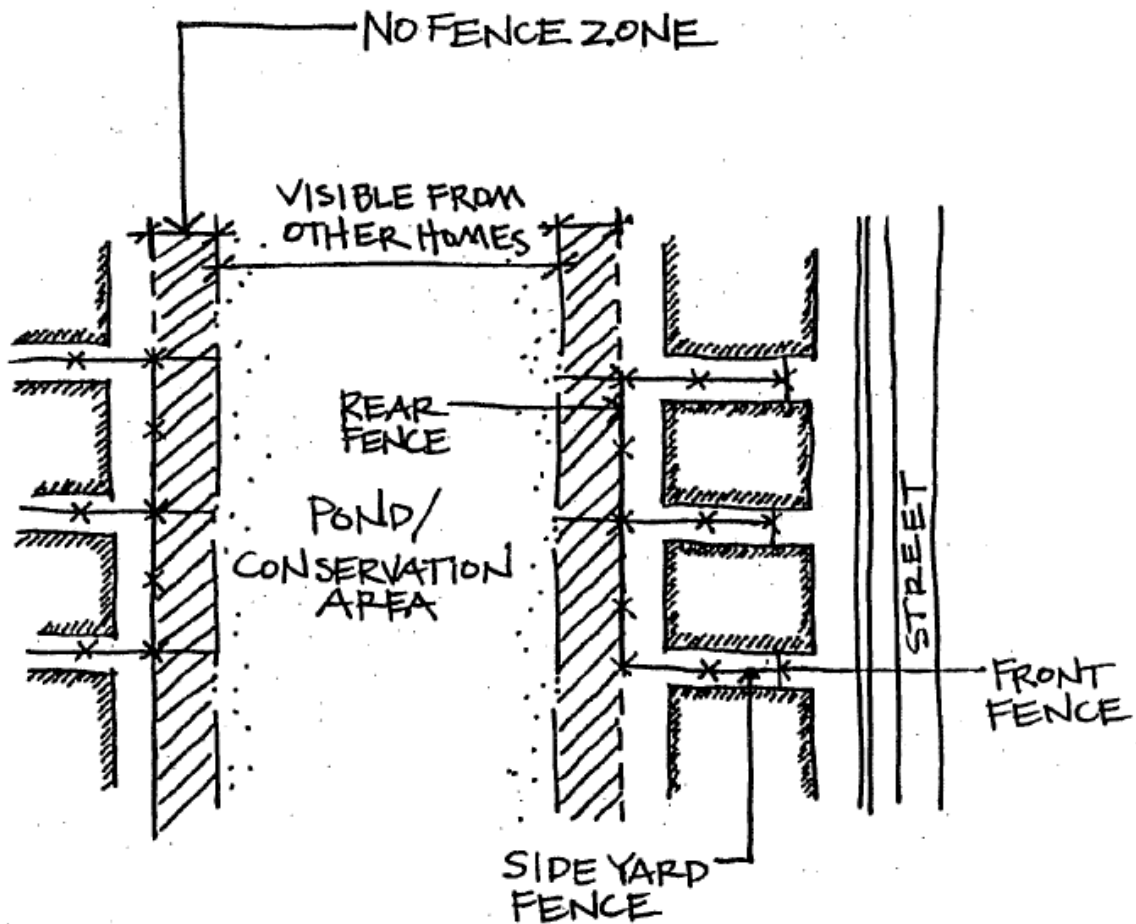 NO FENCE ZONE
VISIBLE FROM
OTHER HOMES
REAR
FENCE
POND/
CONSERVATION
AREA
STREET
FRONT
FENCE
SIDE YARD
FENCE